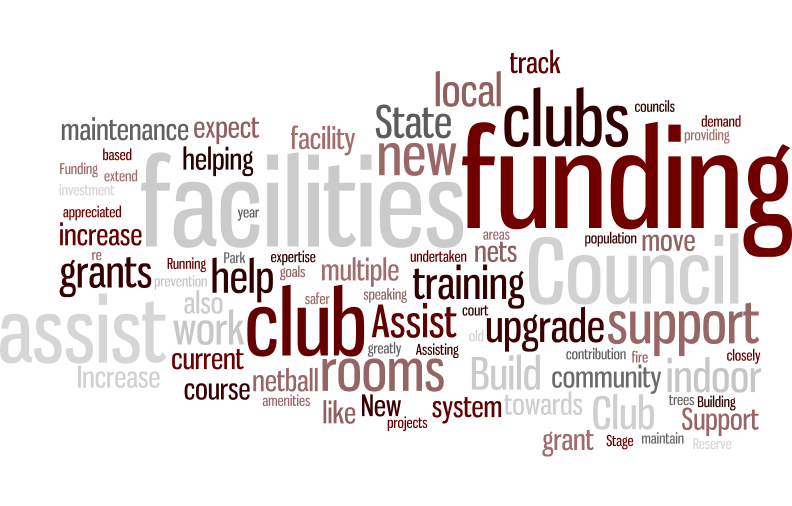 track
local
State
clubs
councils
demand
providing
maintenance
expect
facility
new
funding
based
helping
Funding
extend
investment
facilities
appreciated
year
increase
areas
population
move
re
grants
Running
Park
expertise
undertaken
nets
Council
prevention
help
goals
multiple
training
also
safer
speaking
assist
work
club
Assist
court
old
upgrade
support
current
greatly
Assisting
contribution
fire
closely
Increase
course
netball
rooms
Build
community
indoor
amenities
like
New
projects
system
towards
Club
trees
Building
Support
grant
Stage
maintain
Reserve